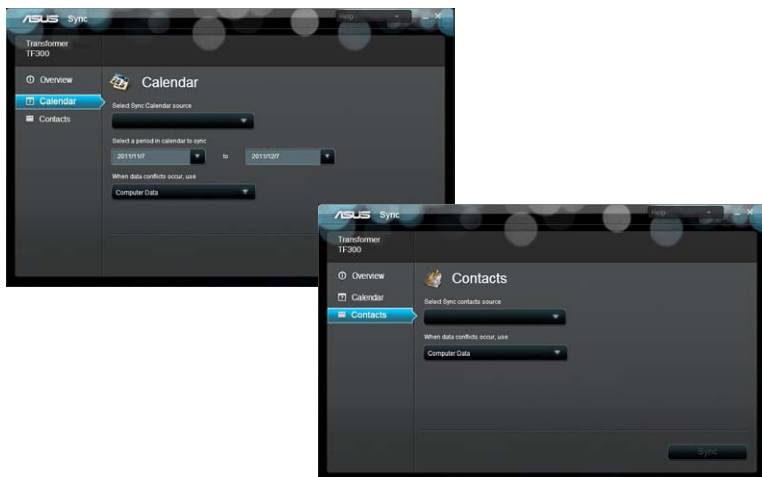 ASUS Sync
Help
Transformer
TF300
Overview
Calendar
Contacts
Calendar
Select Sync Calendar source
Select a period in calendar to sync
2011/11/7 to 2011/12/7
When data conflicts occur, use
Computer Data
ASUS Sync
Help
Transformer
TF300
Overview
Calendar
Contacts
Contacts
Select Sync contacts source
When data conflicts occur, use
Computer Data
Sync